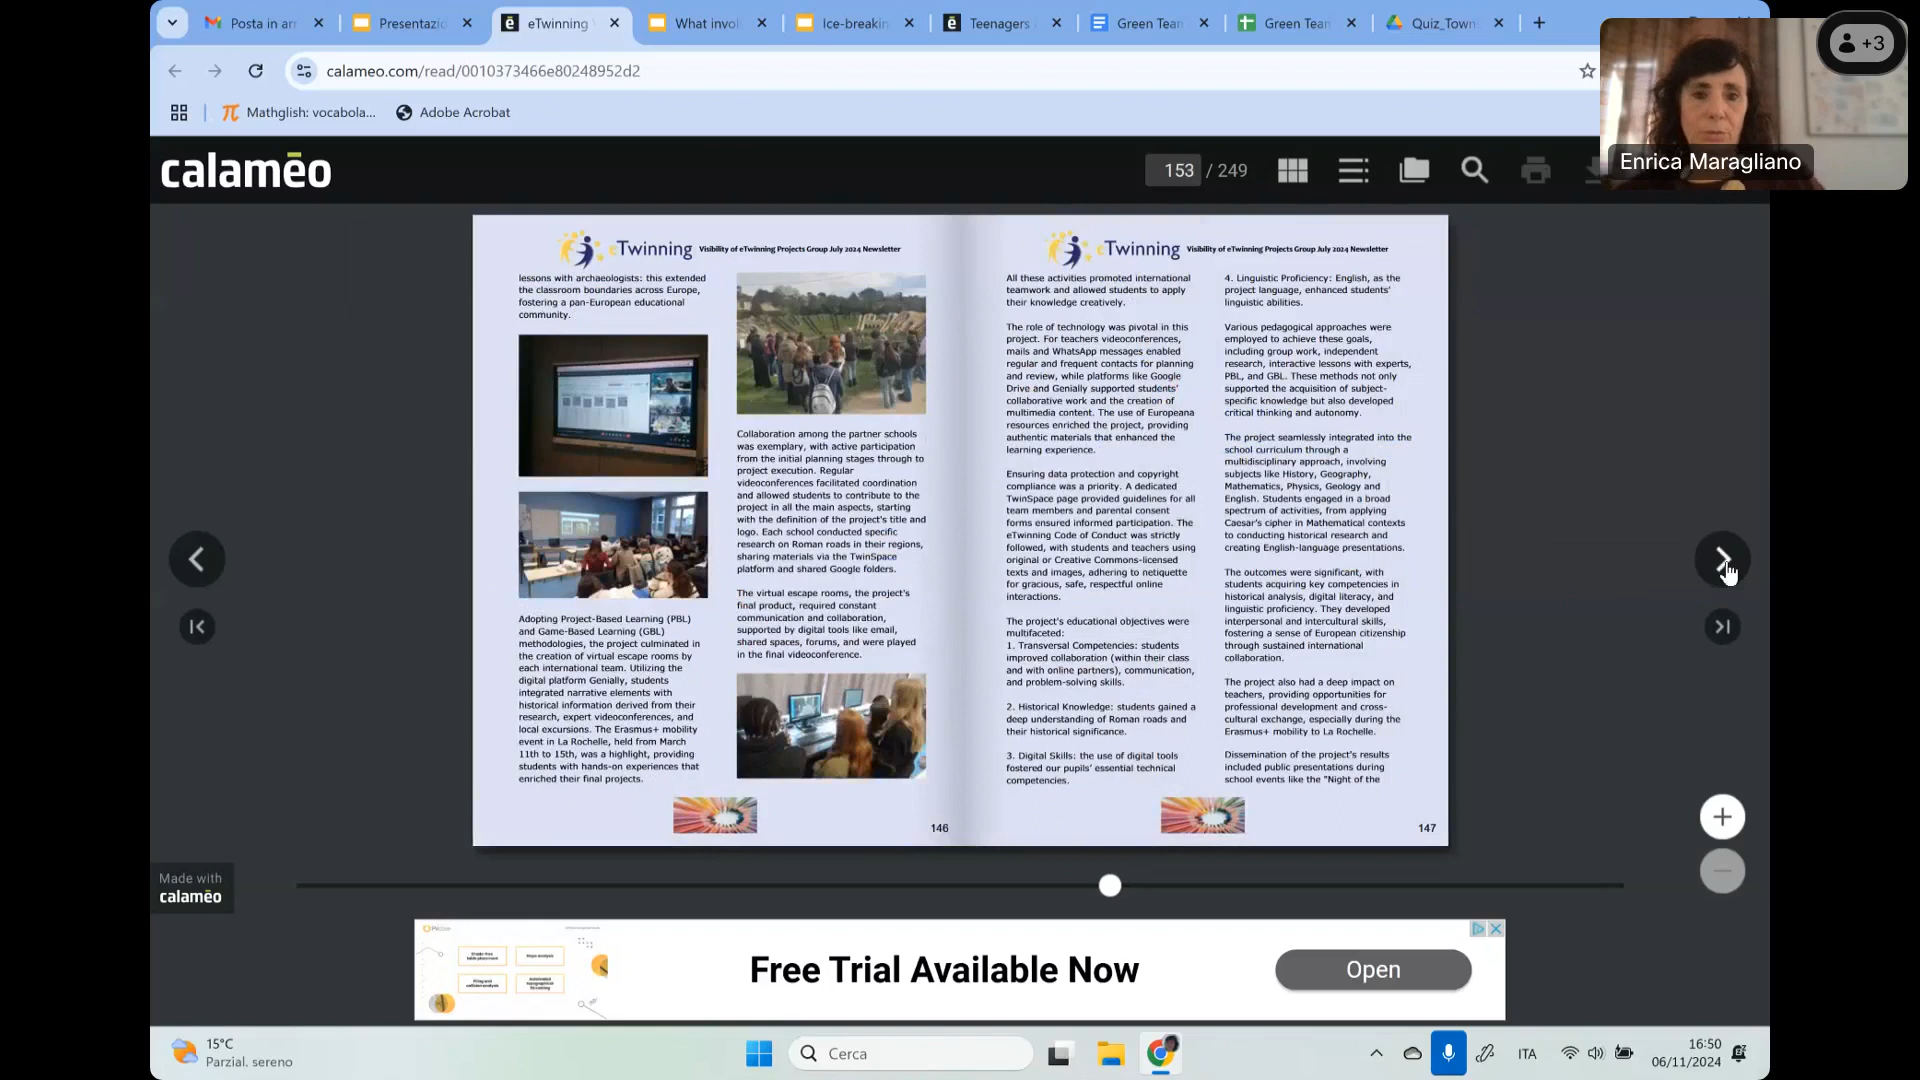 Posta in arr
Presentazio
eTwinning V
What invol
Ice-breakin
Teenagers
Green Tean
Green Tean
Quiz_Town
+3
calameo.com/read/0010373466e80248952d2
Mathglish: vocabola...
Adobe Acrobat
Enrica Maragliano
calamēo
153 / 249
eTwinning Visibility of eTwinning Projects Group July 2024 Newsletter
lessons with archaeologists: this extended
the classroom boundaries across Europe,
fostering a pan-European educational
community.
Adopting Project-Based Learning (PBL)
and Game-Based Learning (GBL)
methodologies, the project culminated in
the creation of virtual escape rooms by
each international team. Utilizing the
digital platform Genially, students
integrated narrative elements with
historical information derived from their
research, expert videoconferences, and
local excursions. The Erasmus+ mobility
event in La Rochelle, held from March
11th to 15th, was a highlight, providing
students with hands-on experiences that
enriched their final projects.
Collaboration among the partner schools
was exemplary, with active participation
from the initial planning stages through to
project execution. Regular
videoconferences facilitated coordination
and allowed students to contribute to the
project in all the main aspects, starting
with the definition of the project's title and
logo. Each school conducted specific
research on Roman roads in their regions,
sharing materials via the TwinSpace
platform and shared Google folders.
The virtual escape rooms, the project's
final product, required constant
communication and collaboration,
supported by digital tools like email,
shared spaces, forums, and were played
in the final videoconference.
146
eTwinning Visibility of eTwinning Projects Group July 2024 Newsletter
All these activities promoted international
teamwork and allowed students to apply
their knowledge creatively.
The role of technology was pivotal in this
project. For teachers videoconferences,
mails and WhatsApp messages enabled
regular and frequent contacts for planning
and review, while platforms like Google
Drive and Genially supported students'
collaborative work and the creation of
multimedia content. The use of Europeana
resources enriched the project, providing
authentic materials that enhanced the
learning experience.
Ensuring data protection and copyright
compliance was a priority. A dedicated
TwinSpace page provided guidelines for all
team members and parental consent
forms ensured informed participation. The
eTwinning Code of Conduct was strictly
followed, with students and teachers using
original or Creative Commons-licensed
texts and images, adhering to netiquette
for gracious, safe, respectful online
interactions.
The project's educational objectives were
multifaceted:
1. Transversal Competencies: students
improved collaboration (within their class
and with online partners), communication,
and problem-solving skills.
2. Historical Knowledge: students gained a
deep understanding of Roman roads and
their historical significance.
3. Digital Skills: the use of digital tools
fostered our pupils' essential technical
competencies.
4. Linguistic Proficiency: English, as the
project language, enhanced students'
linguistic abilities.
Various pedagogical approaches were
employed to achieve these goals,
including group work, independent
research, interactive lessons with experts,
PBL, and GBL. These methods not only
supported the acquisition of subject-
specific knowledge but also developed
critical thinking and autonomy.
The project seamlessly integrated into the
school curriculum through a
multidisciplinary approach, involving
subjects like History, Geography,
Mathematics, Physics, Geology and
English. Students engaged in a broad
spectrum of activities, from applying
Caesar's cipher in Mathematical contexts
to conducting historical research and
creating English-language presentations.
The outcomes were significant, with
students acquiring key competencies in
historical analysis, digital literacy, and
linguistic proficiency. They developed
interpersonal and intercultural skills,
fostering a sense of European citizenship
through sustained international
collaboration.
The project also had a deep impact on
teachers, providing opportunities for
professional development and cross-
cultural exchange, especially during the
Erasmus+ mobility to La Rochelle.
Dissemination of the project's results
included public presentations during
school events like the "Night of the
147
Made with
calamēo
Free Trial Available Now
Open
15°C
Parzial. sereno
Cerca
ITA
16:50
06/11/2024